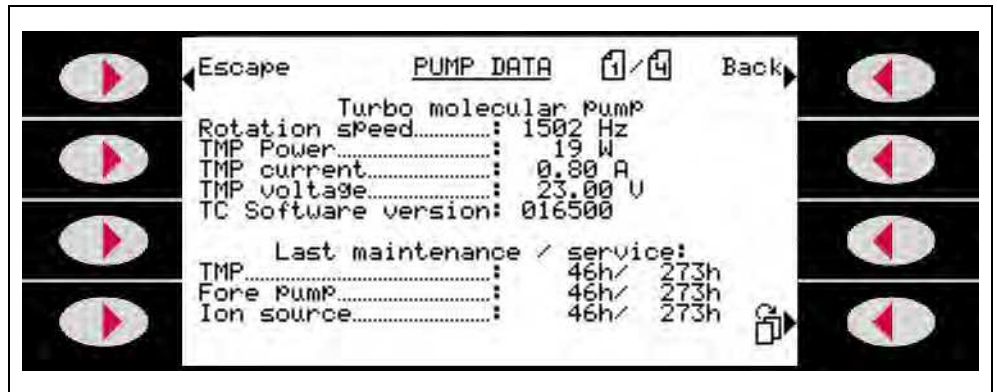 Escape PUMP DATA 1/4 Back
Turbo molecular pump
Rotation speed............: 1502 Hz
TMP Power....................: 19 W
TMP current.................: 0.80 A
TMP voltage.................: 23.00 V
TC Software version: 016500
Last maintenance / service:
TMP................................: 46h/ 273h
Fore pump....................: 46h/ 273h
Ion source...................: 46h/ 273h